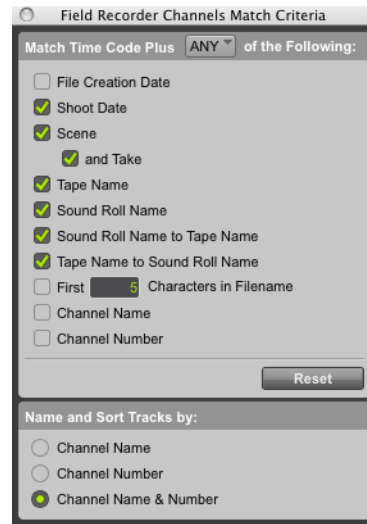 Field Recorder Channels Match Criteria
Match Time Code Plus ANY of the Following:
File Creation Date
Shoot Date
Scene
and Take
Tape Name
Sound Roll Name
Sound Roll Name to Tape Name
Tape Name to Sound Roll Name
First 5 Characters in Filename
Channel Name
Channel Number
Reset
Name and Sort Tracks by:
Channel Name
Channel Number
Channel Name & Number